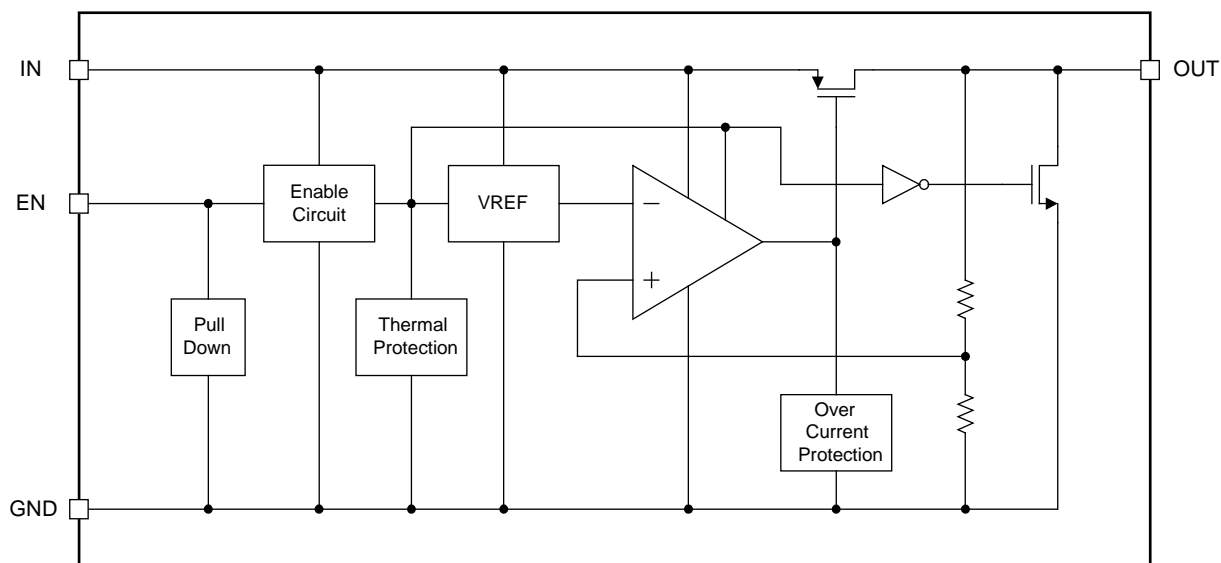 IN
OUT
EN
Enable
Circuit
VREF
−
+
Pull
Down
Thermal
Protection
Over
Current
Protection
GND